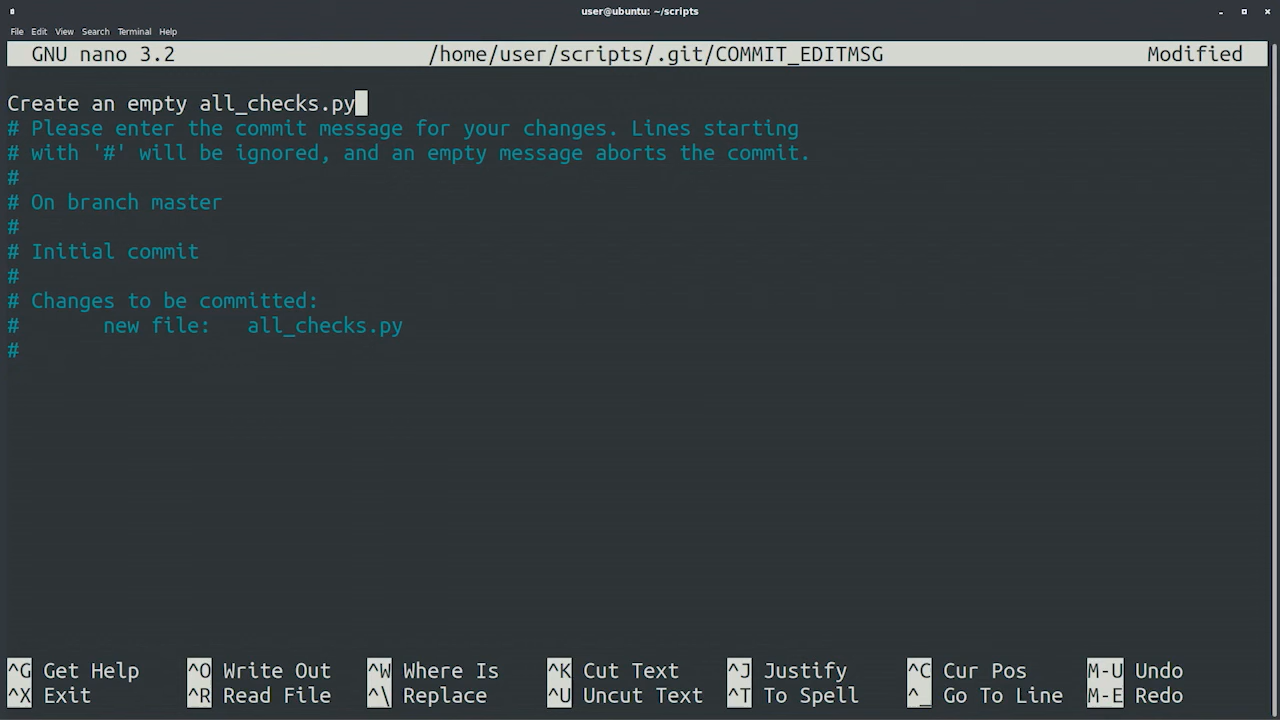 user@ubuntu: ~/scripts
File Edit View Search Terminal Help
GNU nano 3.2 /home/user/scripts/.git/COMMIT_EDITMSG Modified
Create an empty all_checks.py
# Please enter the commit message for your changes. Lines starting
# with '#' will be ignored, and an empty message aborts the commit.
#
# On branch master
#
# Initial commit
#
# Changes to be committed:
# new file: all_checks.py
#
^G Get Help ^O Write Out ^W Where Is ^K Cut Text ^J Justify ^C Cur Pos M-U Undo
^X Exit ^R Read File ^\ Replace ^U Uncut Text ^T To Spell ^_ Go To Line M-E Redo